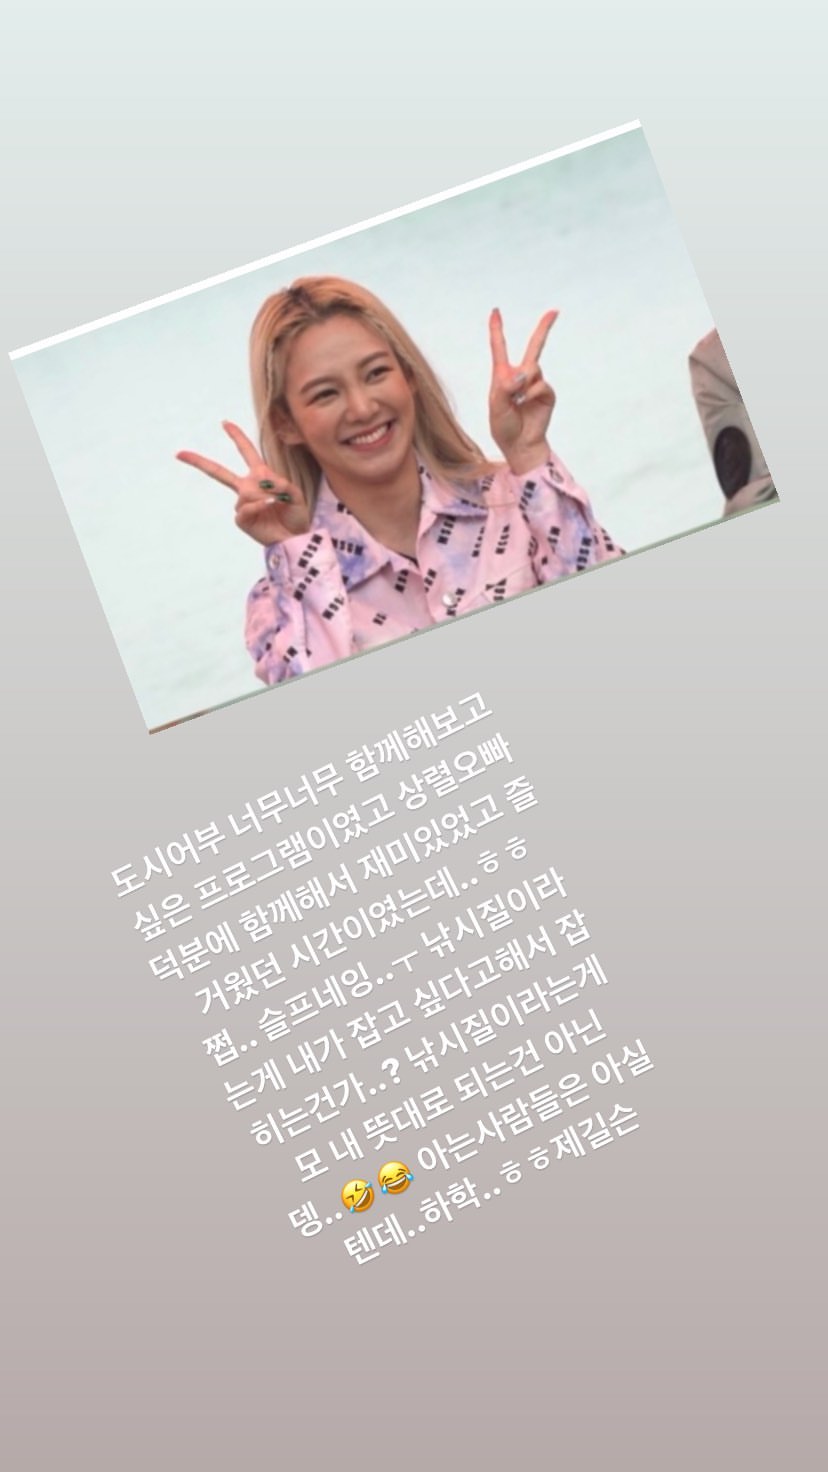 도시어부 너무너무 함께해보고
싶은 프로그램이였고 상렬오빠
덕분에 함께해서 재미있었고 즐
거웠던 시간이였는데..ㅎㅎ
쩝.. 슬프네잉..ㅜ 낚시질이라
는게 내가 잡고 싶다고해서 잡
히는건가..? 낚시질이라는게
모 내 뜻대로 되는건 아닌
뎅..🤣😂 아는사람들은 아실
텐데..하학..ㅎㅎ제길슨